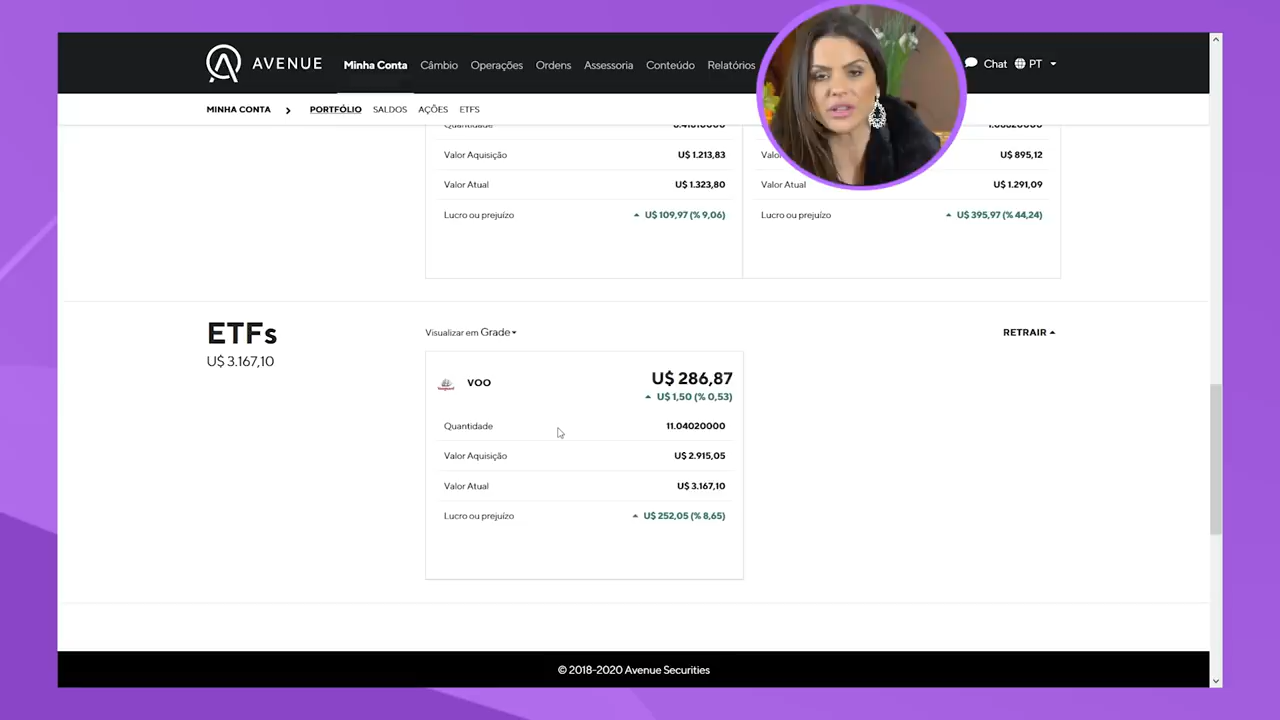 AVENUE Minha Conta Câmbio Operações Ordens Assessoria Conteúdo Relatórios Chat PT
MINHA CONTA PORTFÓLIO SALDOS AÇÕES ETFS
Quantidade
Valor Aquisição U$ 1.213,83 U$ 895,12
Valor Atual U$ 1.323,80 Valor Atual U$ 1.291,09
Lucro ou prejuízo U$ 109,97 (% 9,06) Lucro ou prejuízo U$ 395,97 (% 44,24)
ETFs Visualizar em Grade RETRAIR
U$ 3.167,10
VOO U$ 286,87
U$ 1,50 (% 0,53)
Quantidade 11.04020000
Valor Aquisição U$ 2.915,05
Valor Atual U$ 3.167,10
Lucro ou prejuízo U$ 252,05 (% 8,65)
© 2018-2020 Avenue Securities